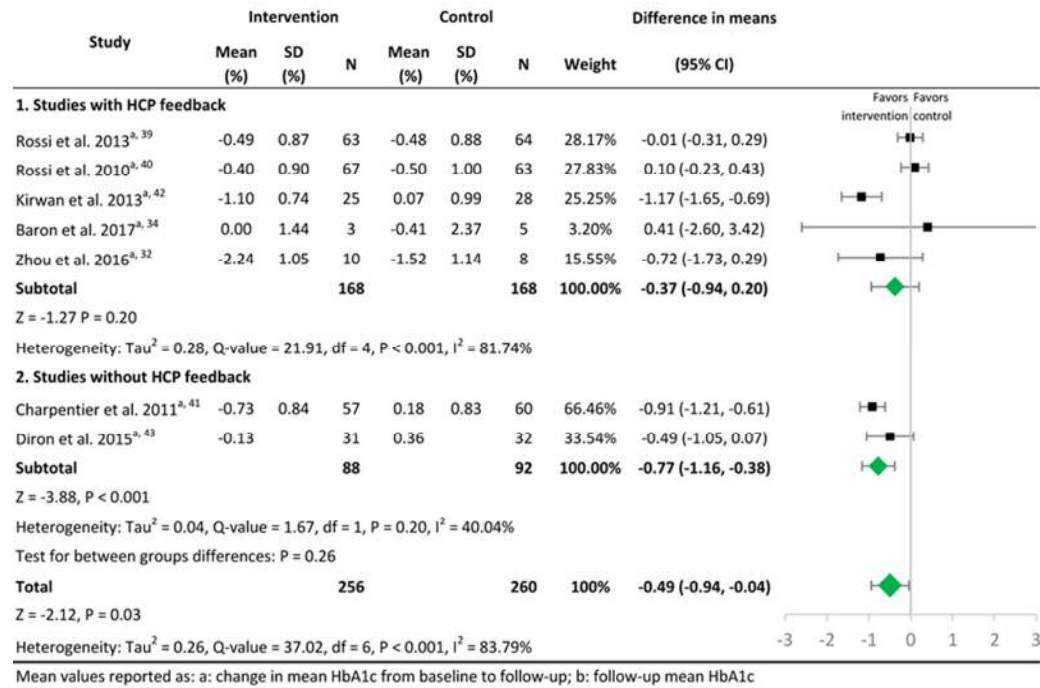 Intervention Control Difference in means
Study Mean (%) SD (%) N Mean (%) SD (%) N Weight (95% CI)
1. Studies with HCP feedback
Favors intervention Favors control
Rossi et al. 2013a, 39 -0.49 0.87 63 -0.48 0.88 64 28.17% -0.01 (-0.31, 0.29)
Rossi et al. 2010a, 40 -0.40 0.90 67 -0.50 1.00 63 27.83% 0.10 (-0.23, 0.43)
Kirwan et al. 2013a, 42 -1.10 0.74 25 0.07 0.99 28 25.25% -1.17 (-1.65, -0.69)
Baron et al. 2017a, 34 0.00 1.44 3 -0.41 2.37 5 3.20% 0.41 (-2.60, 3.42)
Zhou et al. 2016a, 32 -2.24 1.05 10 -1.52 1.14 8 15.55% -0.72 (-1.73, 0.29)
Subtotal 168 168 100.00% -0.37 (-0.94, 0.20)
Z = -1.27 P = 0.20
Heterogeneity: Tau2 = 0.28, Q-value = 21.91, df = 4, P < 0.001, I2 = 81.74%
2. Studies without HCP feedback
Charpentier et al. 2011a, 41 -0.73 0.84 57 0.18 0.83 60 66.46% -0.91 (-1.21, -0.61)
Diron et al. 2015a, 43 -0.13 31 0.36 32 33.54% -0.49 (-1.05, 0.07)
Subtotal 88 92 100.00% -0.77 (-1.16, -0.38)
Z = -3.88, P < 0.001
Heterogeneity: Tau2 = 0.04, Q-value = 1.67, df = 1, P = 0.20, I2 = 40.04%
Test for between groups differences: P = 0.26
Total 256 260 100% -0.49 (-0.94, -0.04)
Z = -2.12, P = 0.03
Heterogeneity: Tau2 = 0.26, Q-value = 37.02, df = 6, P < 0.001, I2 = 83.79%
-3 -2 -1 0 1 2 3
Mean values reported as: a: change in mean HbA1c from baseline to follow-up; b: follow-up mean HbA1c